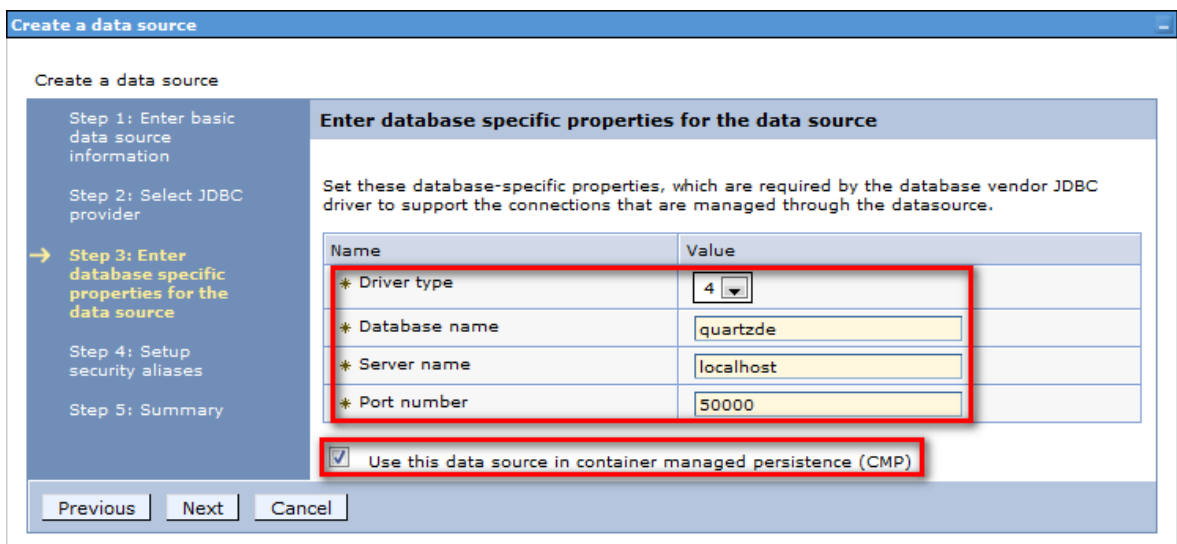 Create a data source
Create a data source
Step 1: Enter basic
data source
information
Step 2: Select JDBC
provider
Step 3: Enter
database specific
properties for the
data source
Step 4: Setup
security aliases
Step 5: Summary
Enter database specific properties for the data source
Set these database-specific properties, which are required by the database vendor JDBC
driver to support the connections that are managed through the datasource.
Name Value
* Driver type 4
* Database name quartzde
* Server name localhost
* Port number 50000
Use this data source in container managed persistence (CMP)
Previous Next Cancel